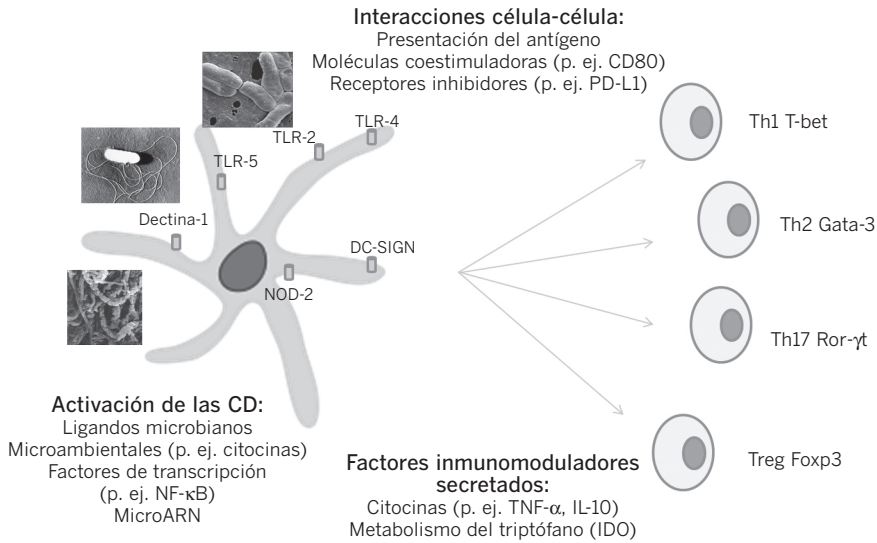 Interacciones célula-célula:
Presentación del antígeno
Moléculas coestimuladoras (p. ej. CD80)
Receptores inhibidores (p. ej. PD-L1)
TLR-4
TLR-2
TLR-5
Dectina-1
DC-SIGN
NOD-2
Th1 T-bet
Th2 Gata-3
Th17 Ror-γt
Treg Foxp3
Activación de las CD:
Ligandos microbianos
Microambientales (p. ej. citocinas)
Factores de transcripción
(p. ej. NF-κB)
MicroARN
Factores inmunomoduladores
secretados:
Citocinas (p. ej. TNF-α, IL-10)
Metabolismo del triptófano (IDO)